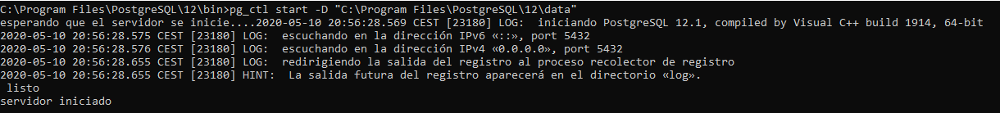 C:\Program Files\PostgreSQL\12\bin>pg_ctl start -D "C:\Program Files\PostgreSQL\12\data"
esperando que el servidor se inicie....2020-05-10 20:56:28.569 CEST [23180] LOG:  iniciando PostgreSQL 12.1, compiled by Visual C++ build 1914, 64-bit
2020-05-10 20:56:28.575 CEST [23180] LOG:  escuchando en la dirección IPv6 «::», port 5432
2020-05-10 20:56:28.576 CEST [23180] LOG:  escuchando en la dirección IPv4 «0.0.0.0», port 5432
2020-05-10 20:56:28.655 CEST [23180] LOG:  redirigiendo la salida del registro al proceso recolector de registro
2020-05-10 20:56:28.655 CEST [23180] HINT:  La salida futura del registro aparecerá en el directorio «log».
 listo
servidor iniciado